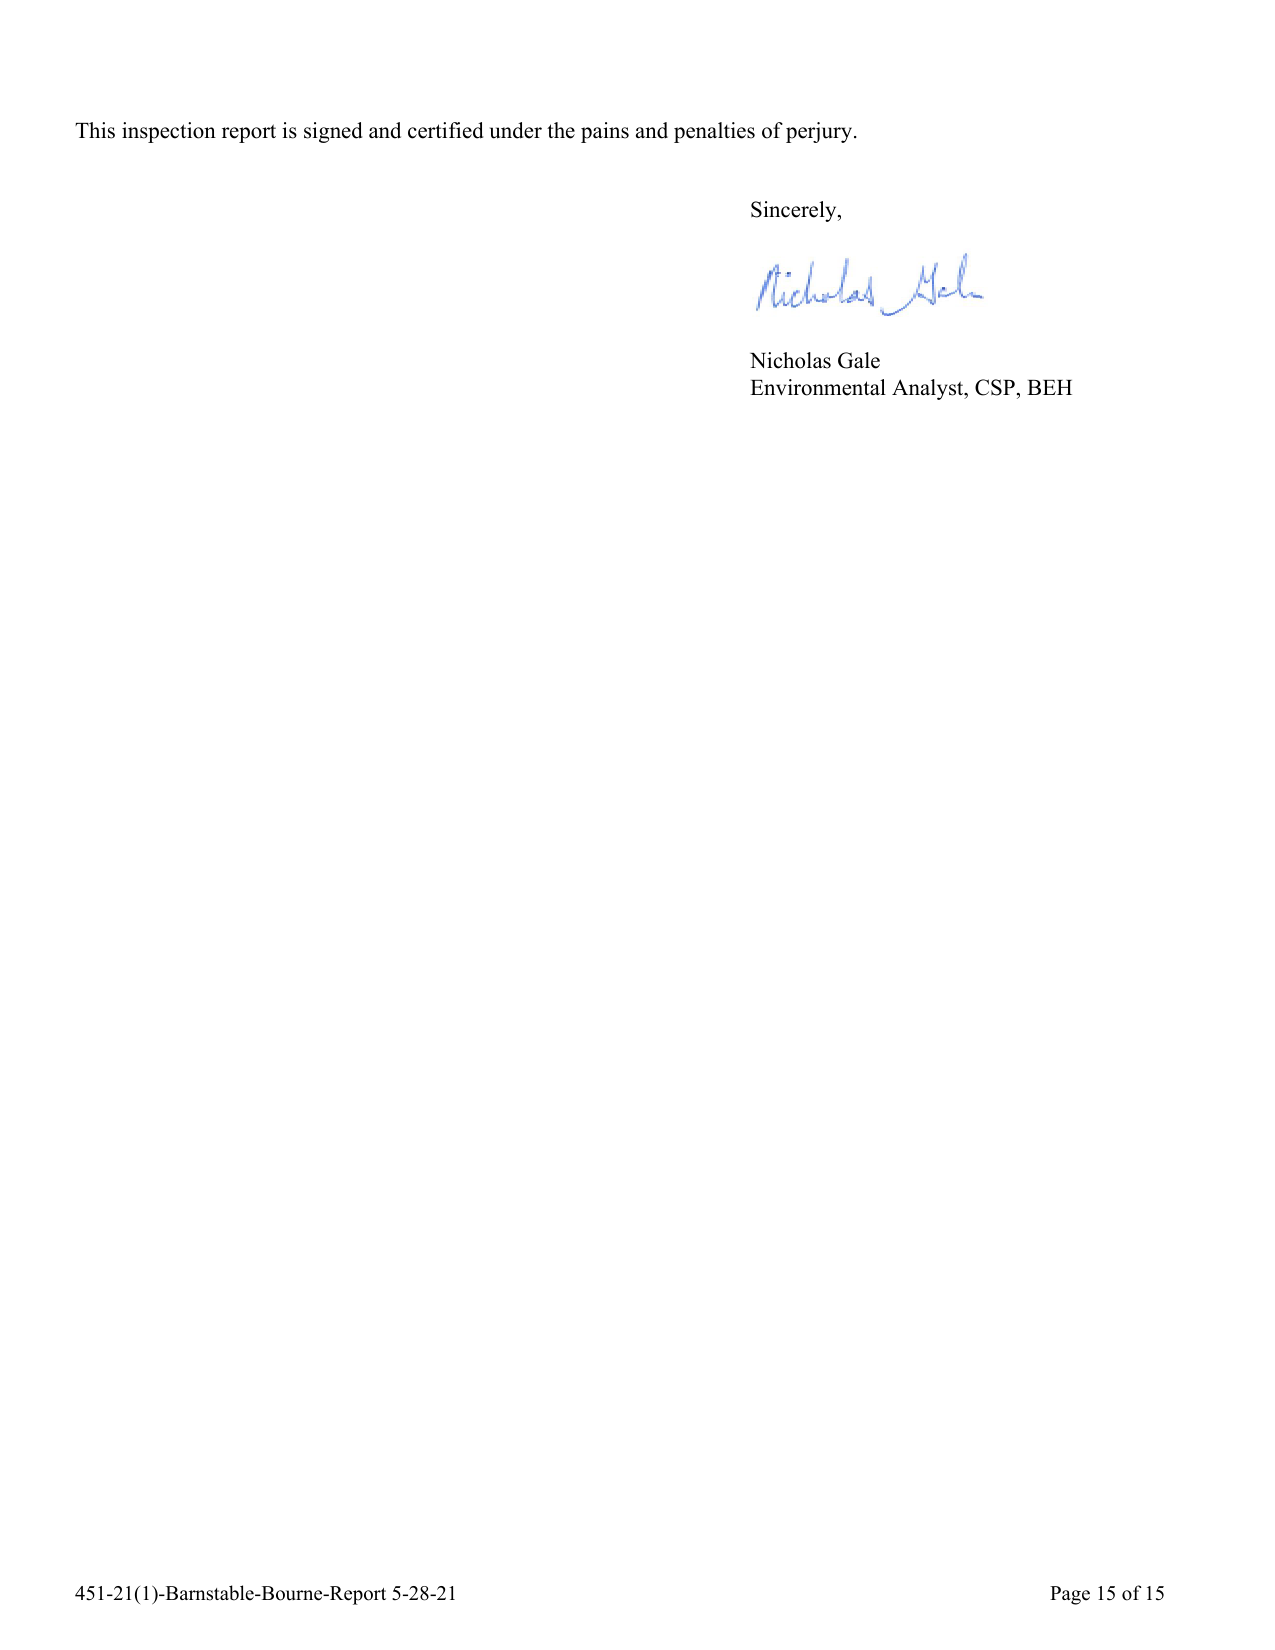 This inspection report is signed and certified under the pains and penalties of perjury.
Sincerely,
Nicholas Gale
Nicholas Gale
Environmental Analyst, CSP, BEH
451-21(1)-Barnstable-Bourne-Report 5-28-21
Page 15 of 15